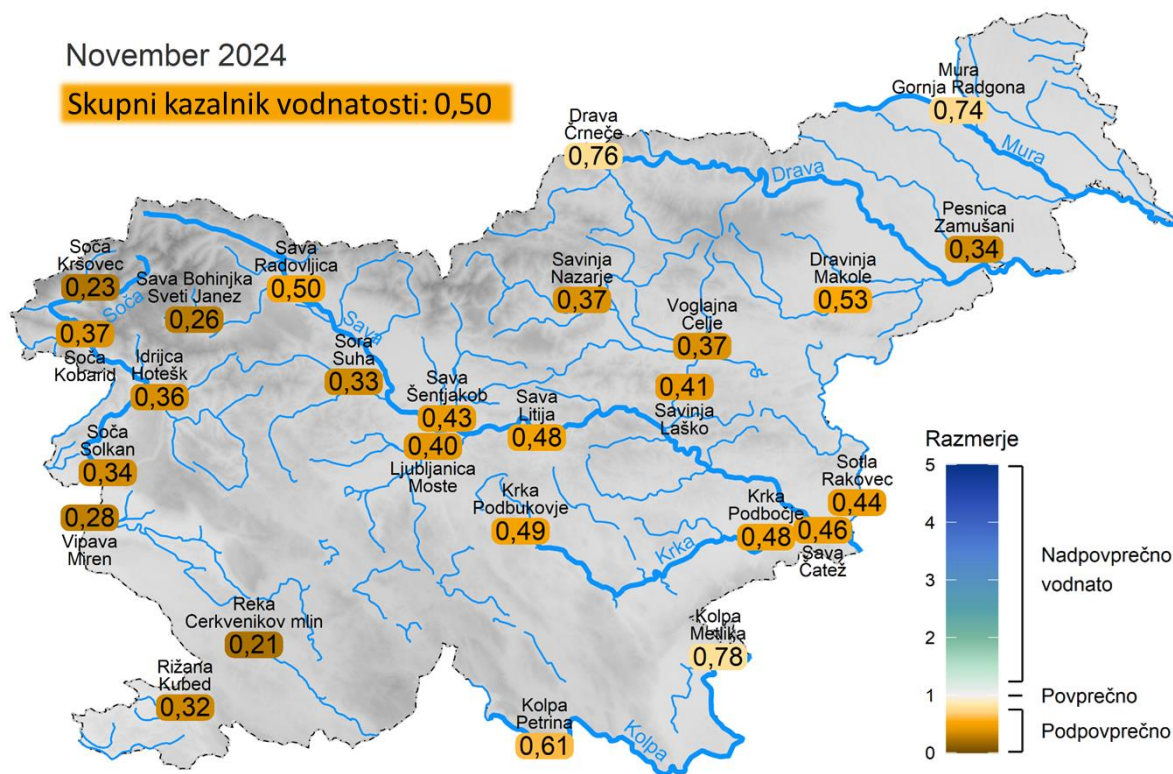 November 2024
Skupni kazalnik vodnatosti: 0,50
Mura
Gornja Radgona
0,74
Mura
Drava
Črneče
0,76
Drava
Pesnica
Zamušani
0,34
Soča
Kršovec
0,23
Soča
Sava Bohinjka
Sveti Janez
0,26
Sava
Radovljica
0,50
Sava
Savinja
Nazarje
0,37
Dravinja
Makole
0,53
Voglajna
Celje
0,37
0,37
Soča
Kobarid
Idrijca
Hotešk
0,36
Sora
Suha
0,33
Sava
Šentjakob
0,43
0,40
Ljubljanica
Moste
Sava
Litija
0,48
0,41
Savinja
Laško
Soča
Solkan
0,34
0,28
Vipava
Miren
Krka
Podbukovje
0,49
Krka
Krka
Podbočje
0,48
0,46
Sava
Čatež
Sotla
Rakovec
0,44
Reka
Cerkvenikov mlin
0,21
Rižana
Kubed
0,32
Kolpa
Petrina
0,61
Kolpa
Kolpa
Metlika
0,78
Razmerje
5
4
3
2
1
0
Nadpovprečno
vodnato
Povprečno
Podpovprečno